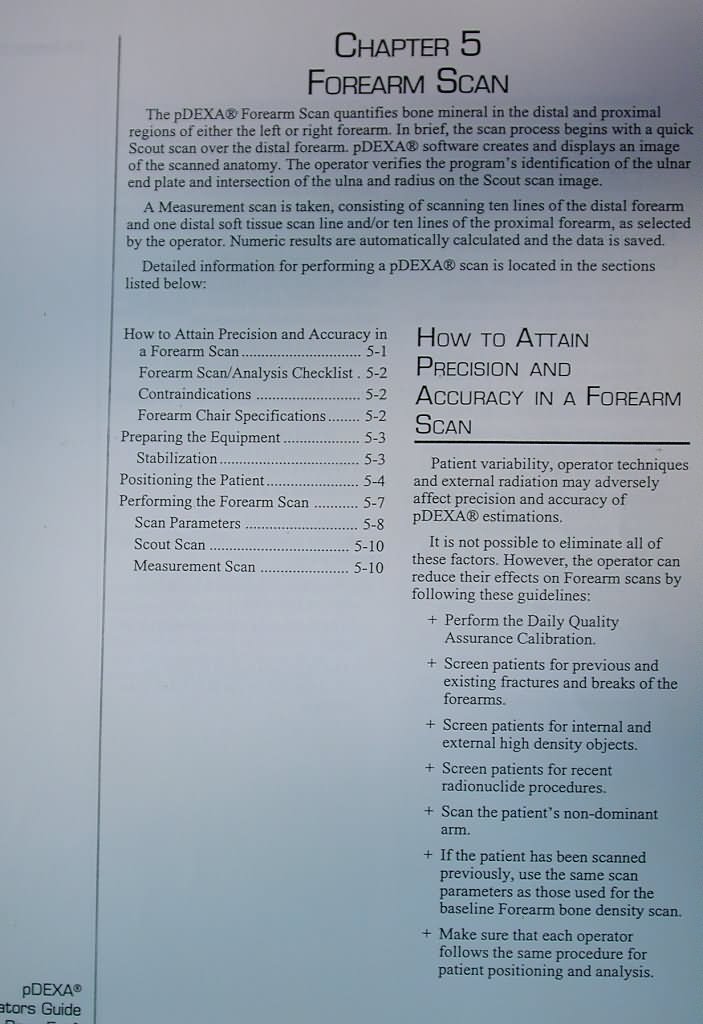 CHAPTER 5
FOREARM SCAN
The pDEXA® Forearm Scan quantifies bone mineral in the distal and proximal
regions of either the left or right forearm. In brief, the scan process begins with a quick
Scout scan over the distal forearm. pDEXA® software creates and displays an image
of the scanned anatomy. The operator verifies the program's identification of the ulnar
end plate and intersection of the ulna and radius on the Scout scan image.
A Measurement scan is taken, consisting of scanning ten lines of the distal forearm
and one distal soft tissue scan line and/or ten lines of the proximal forearm, as selected
by the operator. Numeric results are automatically calculated and the data is saved.
Detailed information for performing a pDEXA® scan is located in the sections
listed below:
How to Attain Precision and Accuracy in
a Forearm Scan .............................. 5-1
Forearm Scan/Analysis Checklist . 5-2
Contraindications .......................... 5-2
Forearm Chair Specifications ........ 5-2
Preparing the Equipment ................... 5-3
Stabilization ................................... 5-3
Positioning the Patient ....................... 5-4
Performing the Forearm Scan ........... 5-7
Scan Parameters ............................ 5-8
Scout Scan ................................... 5-10
Measurement Scan ...................... 5-10
HOW TO ATTAIN
PRECISION AND
ACCURACY IN A FOREARM
SCAN
Patient variability, operator techniques
and external radiation may adversely
affect precision and accuracy of
pDEXA® estimations.
It is not possible to eliminate all of
these factors. However, the operator can
reduce their effects on Forearm scans by
following these guidelines:
+ Perform the Daily Quality
Assurance Calibration.
+ Screen patients for previous and
existing fractures and breaks of the
forearms.
+ Screen patients for internal and
external high density objects.
+ Screen patients for recent
radionuclide procedures.
+ Scan the patient's non-dominant
arm.
+ If the patient has been scanned
previously, use the same scan
parameters as those used for the
baseline Forearm bone density scan.
+ Make sure that each operator
follows the same procedure for
patient positioning and analysis.
pDEXA®
ators Guide